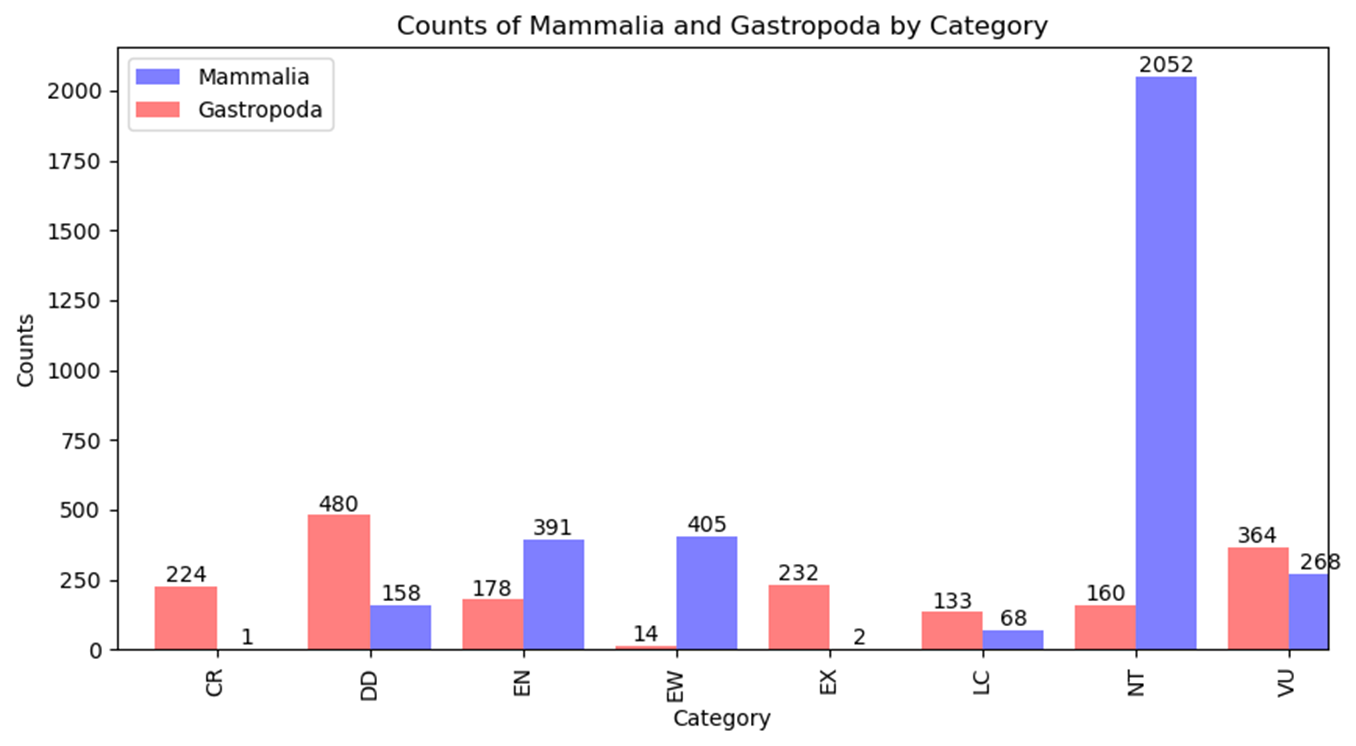 Counts of Mammalia and Gastropoda by Category
Mammalia
Gastropoda
Counts
2000
1750
1500
1250
1000
750
500
250
0
224
1
480
158
178
391
14
405
232
2
133
68
160
2052
364
268
CR
DD
EN
EW
EX
LC
NT
VU
Category